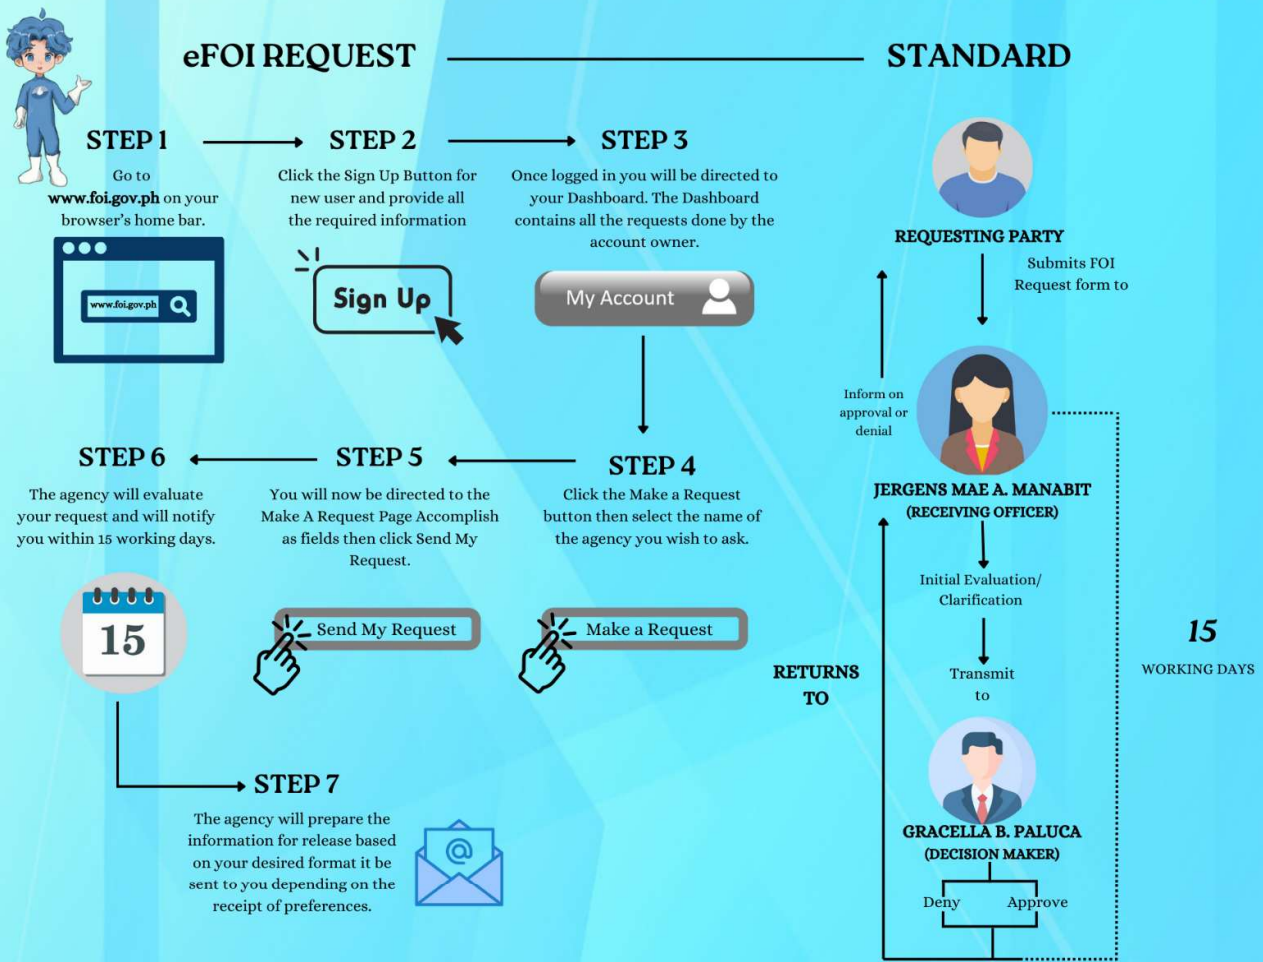 eFOI REQUEST
STANDARD
STEP 1
Go to
www.foi.gov.ph on your
browser's home bar.
www.foi.gov.ph
STEP 2
Click the Sign Up Button for
new user and provide all
the required information
Sign Up
STEP 3
Once logged in you will be directed to
your Dashboard. The Dashboard
contains all the requests done by the
account owner.
My Account
STEP 4
Click the Make a Request
button then select the name of
the agency you wish to ask.
Make a Request
STEP 5
You will now be directed to the
Make A Request Page Accomplish
as fields then click Send My
Request.
Send My Request
STEP 6
The agency will evaluate
your request and will notify
you within 15 working days.
15
STEP 7
The agency will prepare the
information for release based
on your desired format it be
sent to you depending on the
receipt of preferences.
@
REQUESTING PARTY
Submits FOI
Request form to
Inform on
approval or
denial
JERGENS MAE A. MANABIT
(RECEIVING OFFICER)
Initial Evaluation/
Clarification
Transmit
to
RETURNS
TO
15
WORKING DAYS
GRACELLA B. PALUCA
(DECISION MAKER)
Deny
Approve